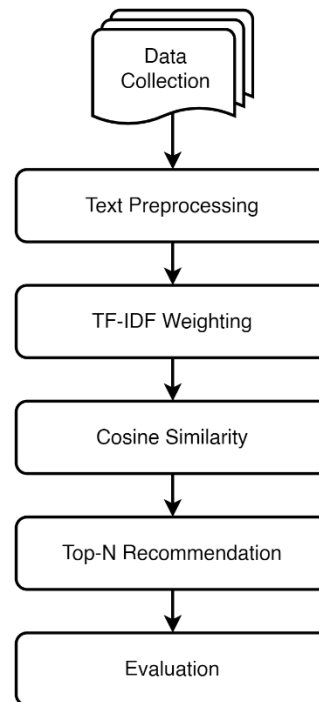 Data
Collection
Text Preprocessing
TF-IDF Weighting
Cosine Similarity
Top-N Recommendation
Evaluation